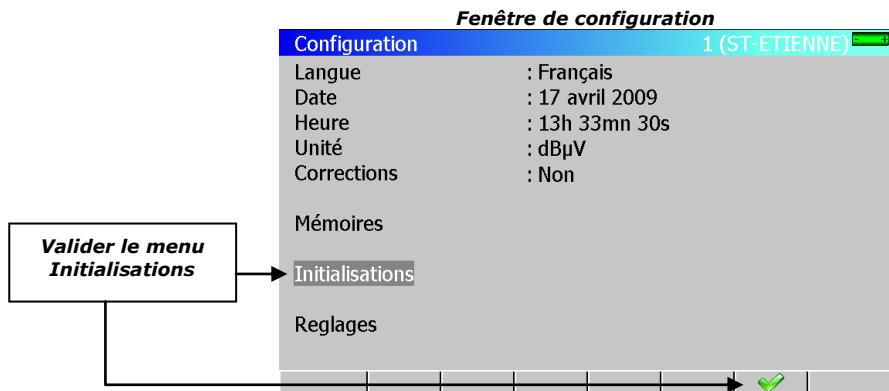 Fenêtre de configuration
Configuration 1 (ST-ETIENNE) - +
Langue : Français
Date : 17 avril 2009
Heure : 13h 33mn 30s
Unité : dBµV
Corrections : Non
Mémoires
Valider le menu
Initialisations
Initialisations
Reglages